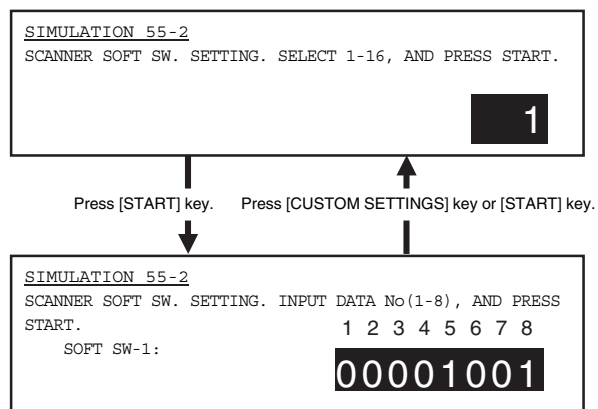 SIMULATION 55-2
SCANNER SOFT SW. SETTING. SELECT 1-16, AND PRESS START.
1
Press [START] key.
Press [CUSTOM SETTINGS] key or [START] key.
SIMULATION 55-2
SCANNER SOFT SW. SETTING. INPUT DATA No(1-8), AND PRESS
START.
1 2 3 4 5 6 7 8
SOFT SW-1:
00001001